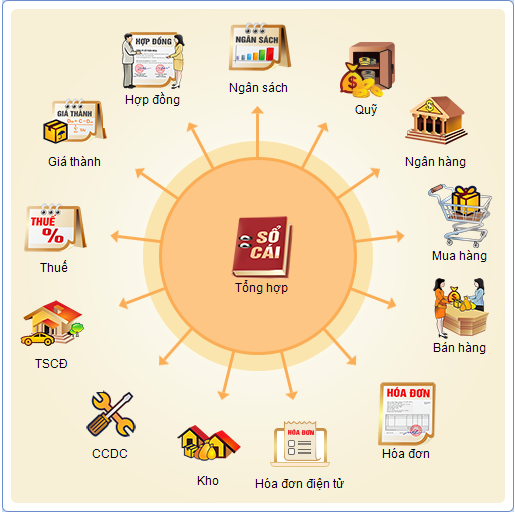 HỢP ĐỒNG
Hợp đồng
NGÂN SÁCH
Ngân sách
Quỹ
Ngân hàng
Mua hàng
Bán hàng
HÓA ĐƠN
Hóa đơn
HÓA ĐƠN
Hóa đơn điện tử
Kho
CCDC
TSCĐ
THUẾ
%
Thuế
GIÁ THÀNH
Giá thành
SỔ
CÁI
Tổng hợp